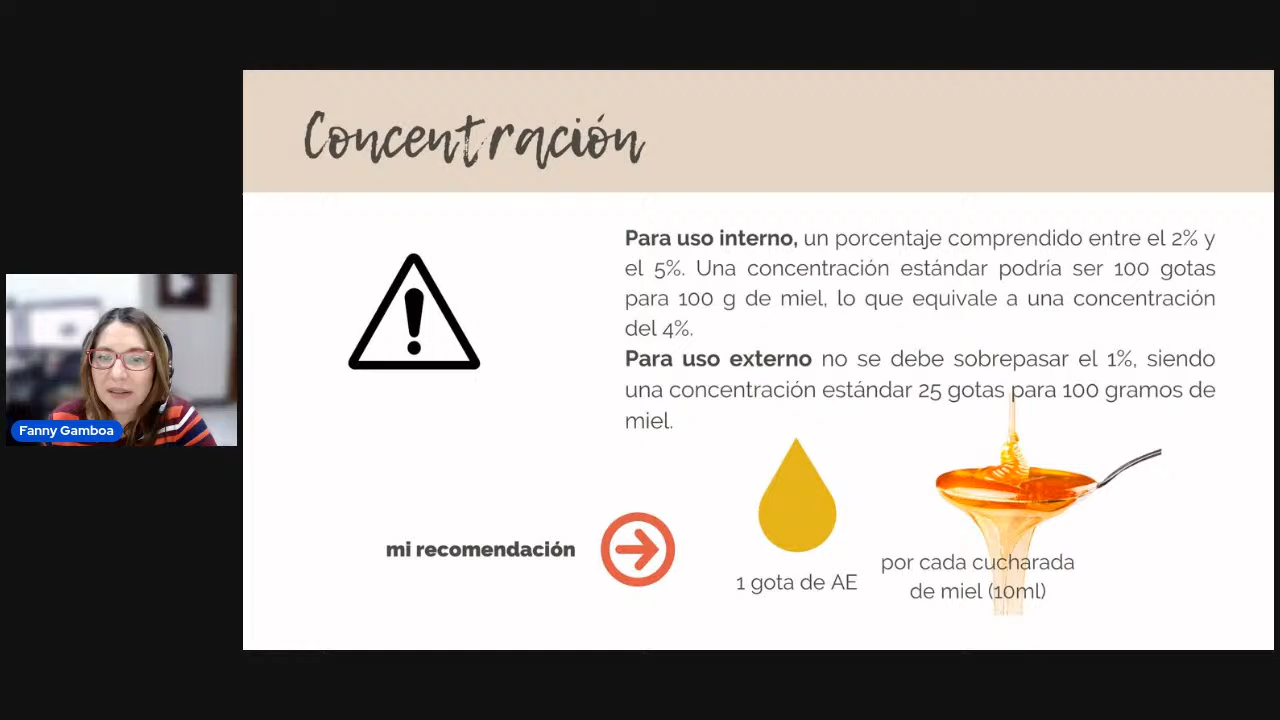 Concentración
Para uso interno, un porcentaje comprendido entre el 2% y
el 5%. Una concentración estándar podría ser 100 gotas
para 100 g de miel, lo que equivale a una concentración
del 4%.
Para uso externo no se debe sobrepasar el 1%, siendo
una concentración estándar 25 gotas para 100 gramos de
miel.
mi recomendación
1 gota de AE
por cada cucharada
de miel (10ml)
Fanny Gamboa